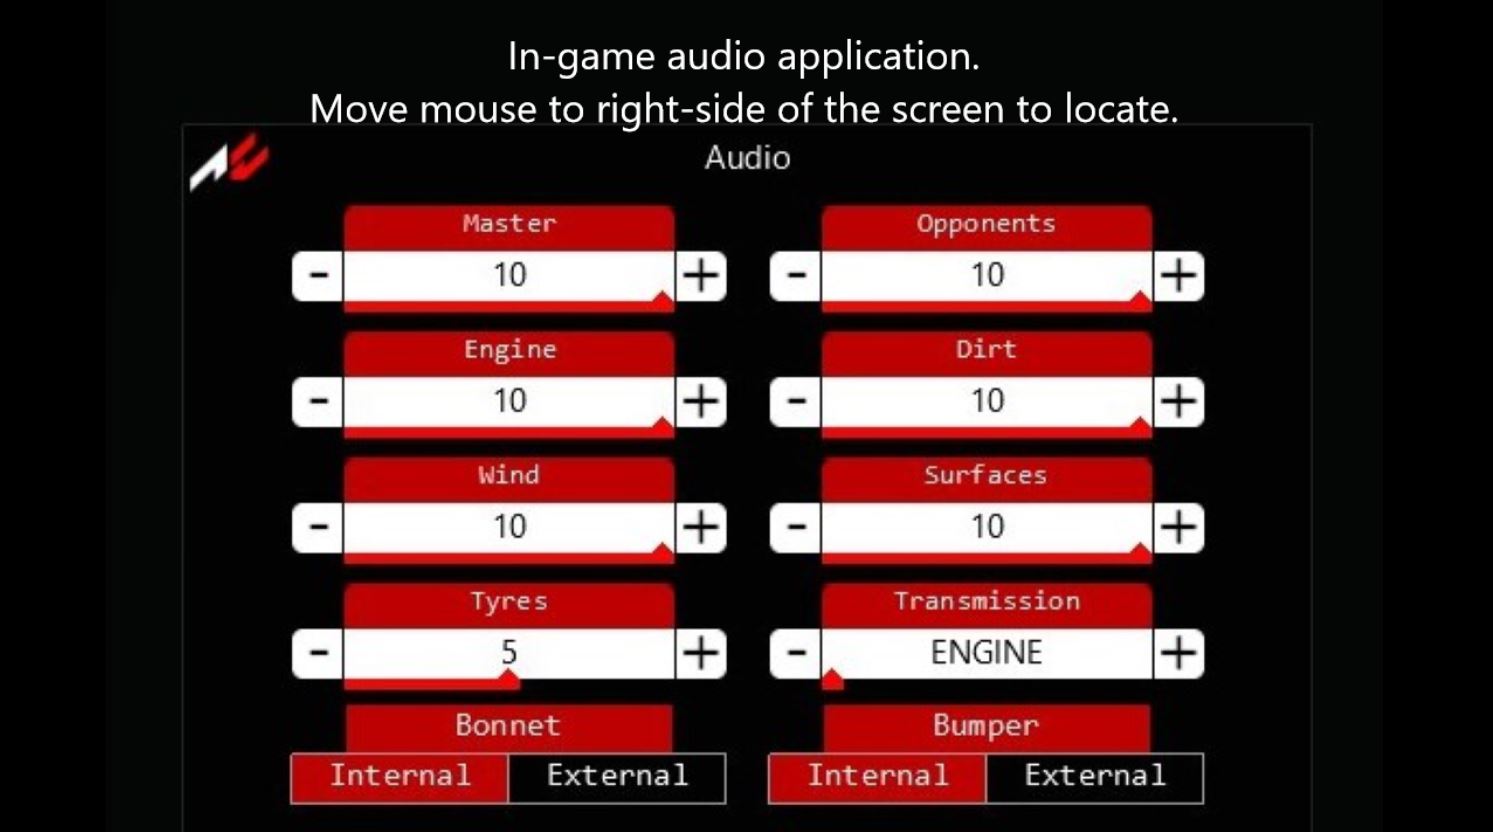 In-game audio application.
Move mouse to right-side of the screen to locate.
Audio
Master Opponents
- 10 + - 10 +
Engine Dirt
- 10 + - 10 +
Wind Surfaces
- 10 + - 10 +
Tyres Transmission
- 5 + - ENGINE +
Bonnet Bumper
Internal External Internal External